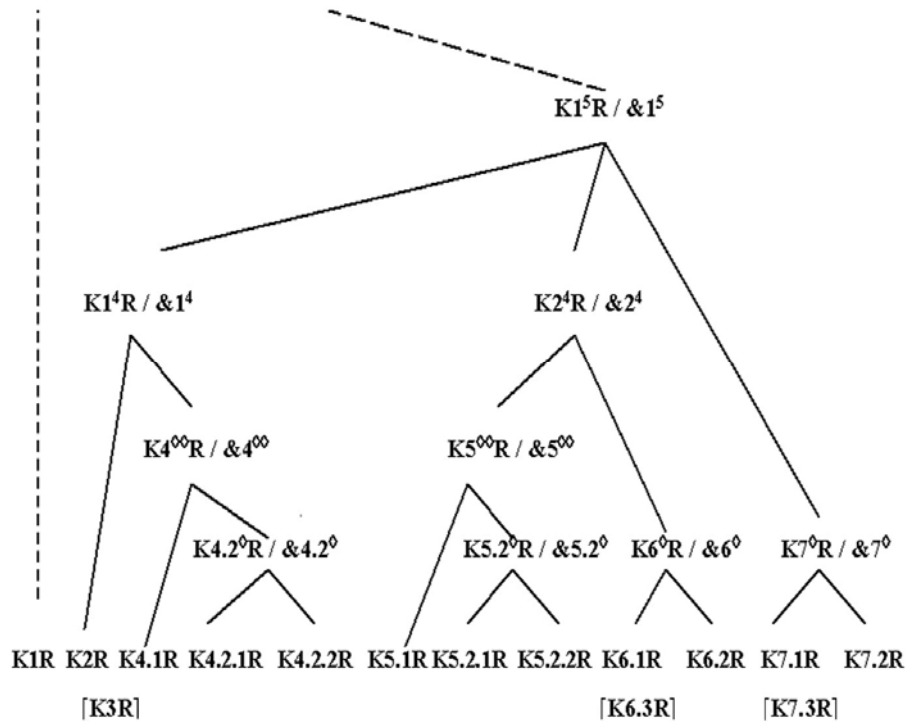 K1⁵R / &1⁵
K1⁴R / &1⁴ K2⁴R / &2⁴
K4^◊◊R / &4^◊◊ K5^◊◊R / &5^◊◊
K4.2^◊R / &4.2^◊ K5.2^◊R / &5.2^◊ K6^◊R / &6^◊ K7^◊R / &7^◊
K1R K2R K4.1R K4.2.1R K4.2.2R K5.1R K5.2.1R K5.2.2R K6.1R K6.2R K7.1R K7.2R
⌈K3R⌉ ⌈K6.3R⌉ ⌈K7.3R⌉